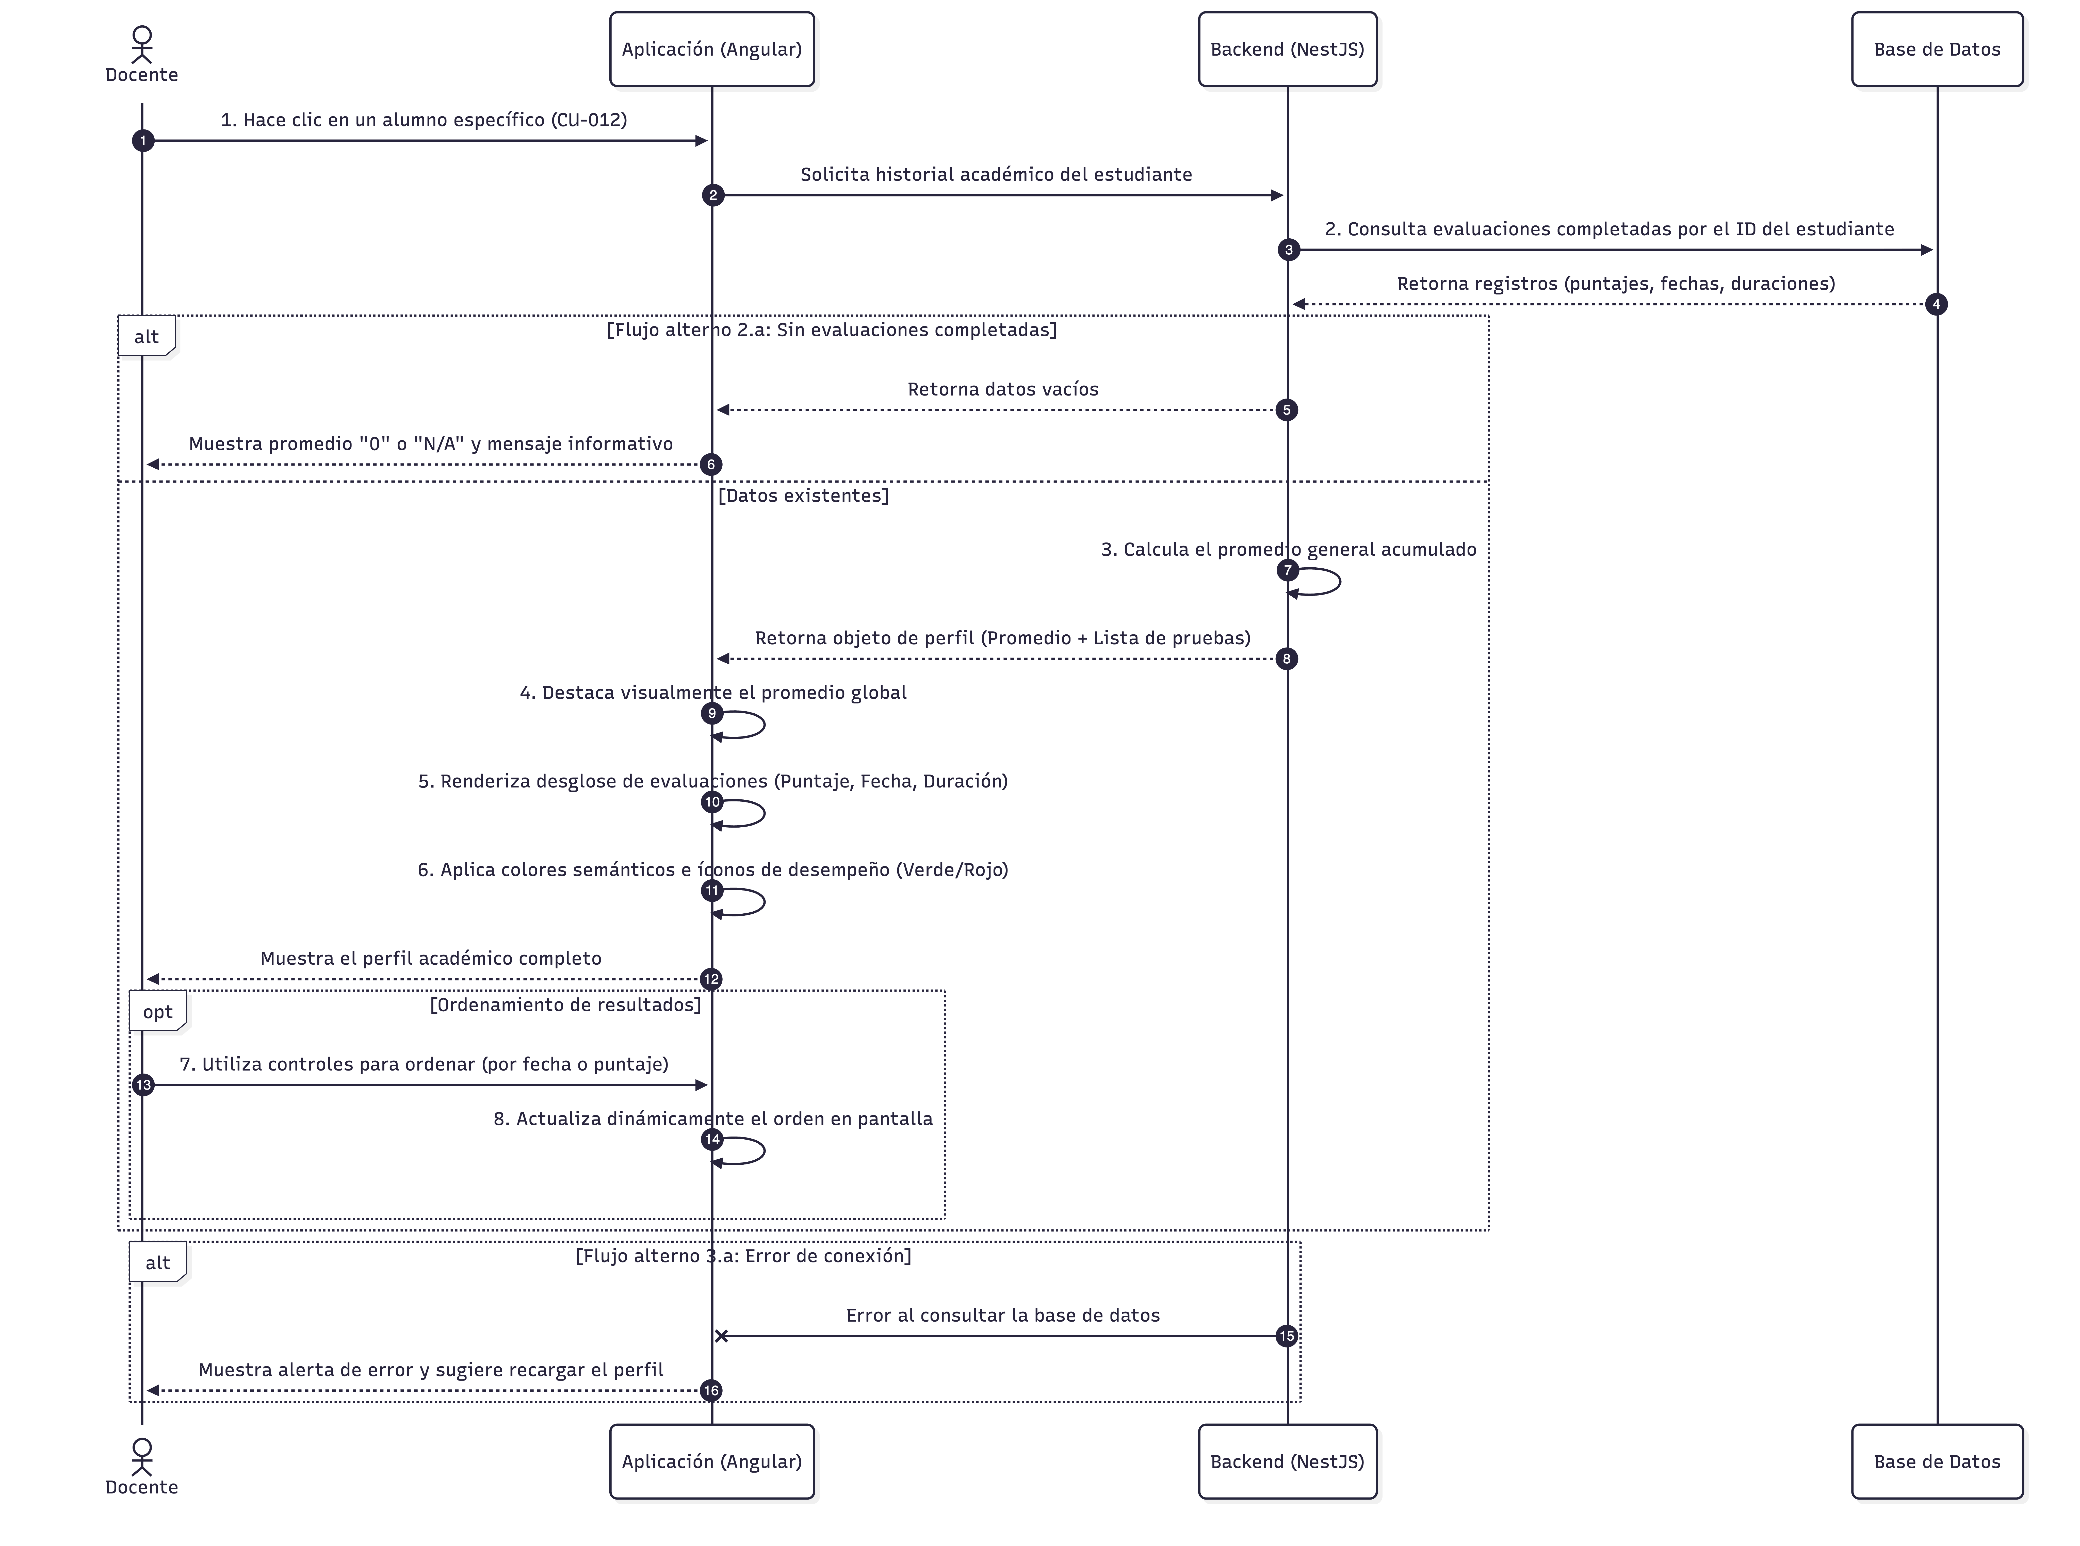 Docente
Aplicación (Angular)
Backend (NestJS)
Base de Datos
1. Hace clic en un alumno específico (CU-012)
1
Solicita historial académico del estudiante
2
2. Consulta evaluaciones completadas por el ID del estudiante
3
Retorna registros (puntajes, fechas, duraciones)
4
alt
[Flujo alterno 2.a: Sin evaluaciones completadas]
Retorna datos vacíos
5
Muestra promedio "0" o "N/A" y mensaje informativo
6
[Datos existentes]
3. Calcula el promedio general acumulado
7
Retorna objeto de perfil (Promedio + Lista de pruebas)
8
4. Destaca visualmente el promedio global
9
5. Renderiza desglose de evaluaciones (Puntaje, Fecha, Duración)
10
6. Aplica colores semánticos e íconos de desempeño (Verde/Rojo)
11
Muestra el perfil académico completo
12
opt
[Ordenamiento de resultados]
7. Utiliza controles para ordenar (por fecha o puntaje)
13
8. Actualiza dinámicamente el orden en pantalla
14
alt
[Flujo alterno 3.a: Error de conexión]
Error al consultar la base de datos
15
Muestra alerta de error y sugiere recargar el perfil
16
Docente
Aplicación (Angular)
Backend (NestJS)
Base de Datos